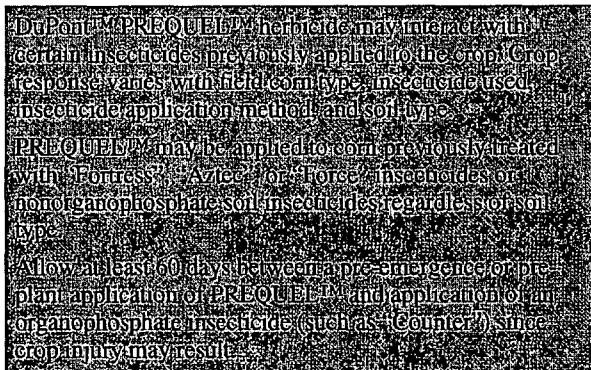 DuPont™ PREQUEL™ herbicide may interact with
certain insecticides previously applied to the crop. Crop
response varies with field corn type, insecticide used,
insecticide application method, and soil type.
PREQUEL™ may be applied to corn previously treated
with "Fortress", "Aztec" or "Force" insecticides or
nonorganophosphate soil insecticides regardless of soil
type.
Allow at least 60 days between a pre-emergence or pre-
plant application of PREQUEL™ and application of an
organophosphate insecticide (such as "Counter") since
crop injury may result.